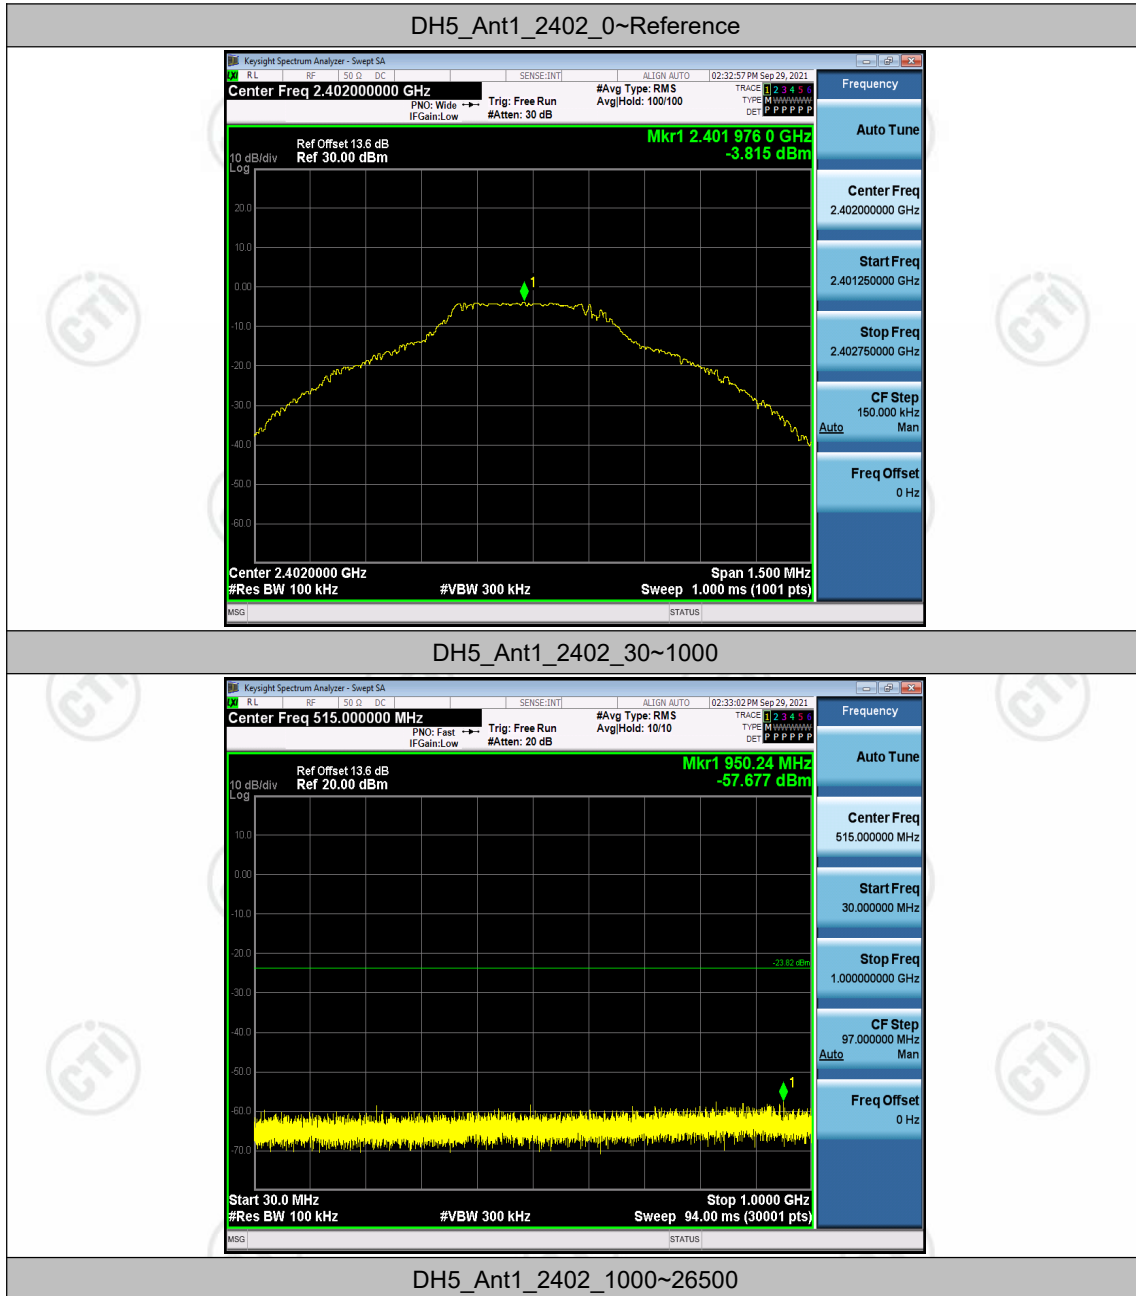 DH5_Ant1_2402_0~Reference
Keysight Spectrum Analyzer - Swept SA
LXI RL RF 50 Ω DC SENSE:INT ALIGN AUTO 02:32:57 PM Sep 29, 2021
Center Freq 2.402000000 GHz #Avg Type: RMS TRACE 1 2 3 4 5 6
PNO: Wide Trig: Free Run Avg|Hold: 100/100 TYPE M WWWWW
IFGain:Low #Atten: 30 dB DET P P P P P P
Frequency
Mkr1 2.401 976 0 GHz
-3.815 dBm
Ref Offset 13.6 dB
10 dB/div Ref 30.00 dBm
Log
20.0
10.0
0.00
-10.0
-20.0
-30.0
-40.0
-50.0
-60.0
1
Center 2.4020000 GHz Span 1.500 MHz
#Res BW 100 kHz #VBW 300 kHz Sweep 1.000 ms (1001 pts)
MSG STATUS
Auto Tune
Center Freq
2.402000000 GHz
Start Freq
2.401250000 GHz
Stop Freq
2.402750000 GHz
CF Step
150.000 kHz
Auto Man
Freq Offset
0 Hz
DH5_Ant1_2402_30~1000
Keysight Spectrum Analyzer - Swept SA
LXI RL RF 50 Ω DC SENSE:INT ALIGN AUTO 02:33:02 PM Sep 29, 2021
Center Freq 515.000000 MHz #Avg Type: RMS TRACE 1 2 3 4 5 6
PNO: Fast Trig: Free Run Avg|Hold: 10/10 TYPE M WWWWW
IFGain:Low #Atten: 20 dB DET P P P P P P
Frequency
Mkr1 950.24 MHz
-57.677 dBm
Ref Offset 13.6 dB
10 dB/div Ref 20.00 dBm
Log
10.0
0.00
-10.0
-20.0
-23.82 dBm
-30.0
-40.0
-50.0
-60.0
-70.0
1
Start 30.0 MHz Stop 1.0000 GHz
#Res BW 100 kHz #VBW 300 kHz Sweep 94.00 ms (30001 pts)
MSG STATUS
Auto Tune
Center Freq
515.000000 MHz
Start Freq
30.000000 MHz
Stop Freq
1.000000000 GHz
CF Step
97.000000 MHz
Auto Man
Freq Offset
0 Hz
DH5_Ant1_2402_1000~26500
CTI
CTI
CTI
CTI
CTI
CTI